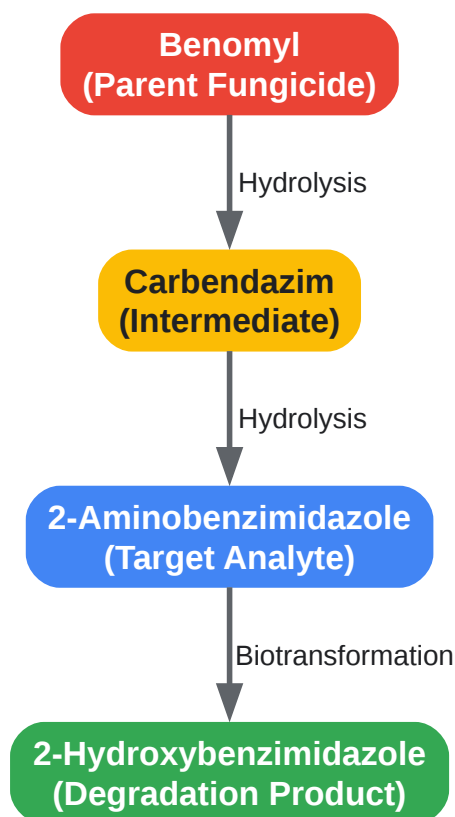 Benomyl
(Parent Fungicide)
Hydrolysis
Carbendazim
(Intermediate)
Hydrolysis
2-Aminobenzimidazole
(Target Analyte)
Biotransformation
2-Hydroxybenzimidazole
(Degradation Product)